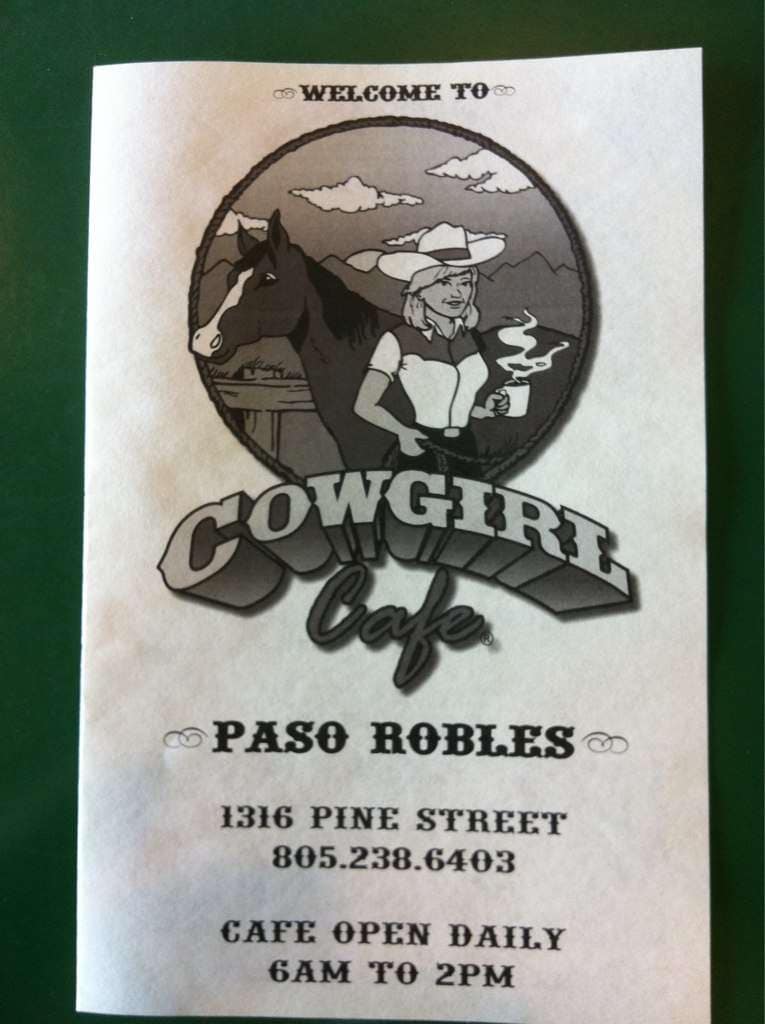 WELCOME TO
COWGIRL
Cafe®
PASO ROBLES
1316 PINE STREET
805.238.6403
CAFE OPEN DAILY
6AM TO 2PM